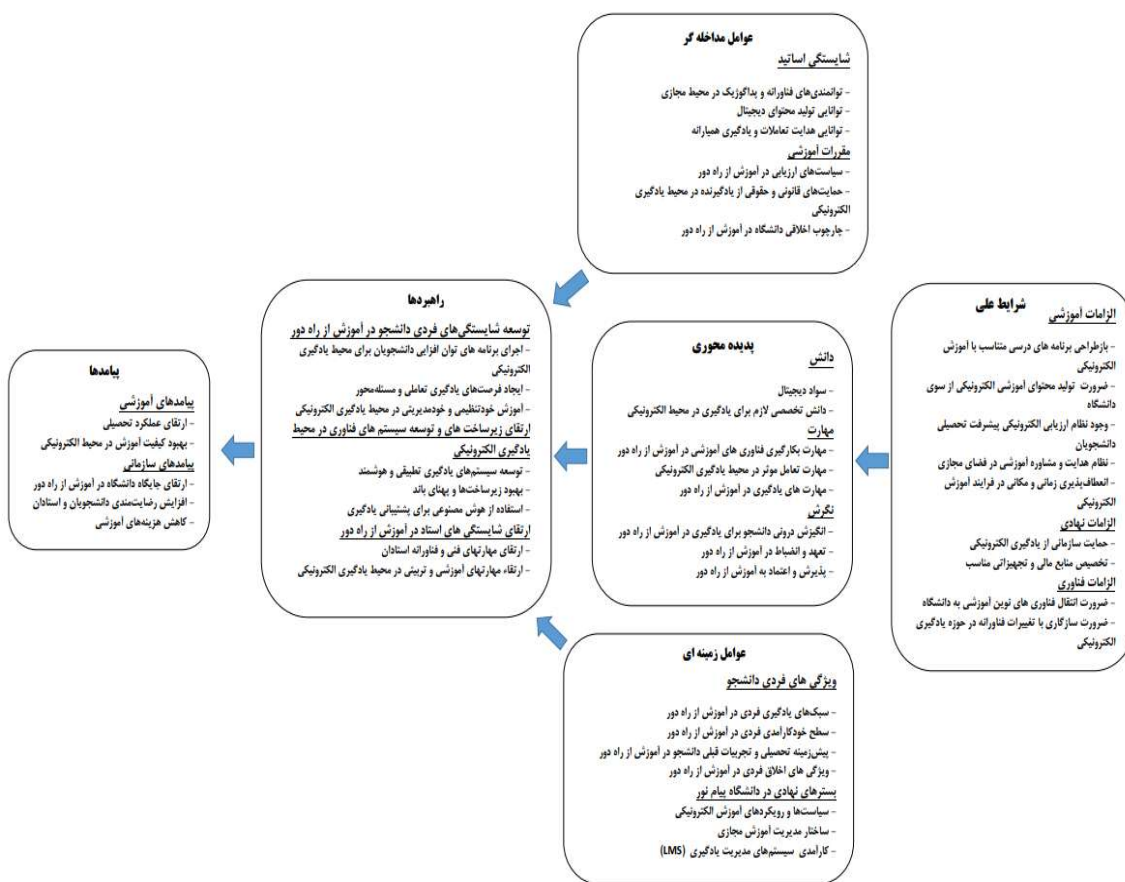 عوامل مداخله گر
شایستگی اساتید
- توانمندی‌های فناورانه و پداگوژیک در محیط مجازی
- توانایی تولید محتوای دیجیتال
- توانایی هدایت تعاملات و یادگیری همیارانه
مقررات آموزشی
- سیاست‌های ارزیابی در آموزش از راه دور
- حمایت‌های قانونی و حقوقی از یادگیرنده در محیط یادگیری
الکترونیکی
- چارچوب اخلاقی دانشگاه در آموزش از راه دور
شرایط علی
الزامات آموزشی
- بازطراحی برنامه های درسی متناسب با آموزش
الکترونیکی
- ضرورت تولید محتوای آموزشی الکترونیکی از سوی
دانشگاه
- وجود نظام ارزیابی الکترونیکی پیشرفت تحصیلی
دانشجویان
- نظام هدایت و مشاوره آموزشی در فضای مجازی
- انعطاف‌پذیری زمانی و مکانی در فرایند آموزش
الکترونیکی
الزامات نهادی
- حمایت سازمانی از یادگیری الکترونیکی
- تخصیص منابع مالی و تجهیزاتی مناسب
الزامات فناوری
- ضرورت انتقال فناوری های نوین آموزشی به دانشگاه
- ضرورت سازگاری با تغییرات فناورانه در حوزه یادگیری
الکترونیکی
پدیده محوری
دانش
- سواد دیجیتال
- دانش تخصصی لازم برای یادگیری در محیط الکترونیکی
مهارت
- مهارت بکارگیری فناوری های آموزشی در آموزش از راه دور
- مهارت تعامل موثر در محیط یادگیری الکترونیکی
- مهارت های یادگیری در آموزش از راه دور
نگرش
- انگیزش درونی دانشجو برای یادگیری در آموزش از راه دور
- تعهد و انضباط در آموزش از راه دور
- پذیرش و اعتماد به آموزش از راه دور
راهبردها
توسعه شایستگی‌های فردی دانشجو در آموزش از راه دور
- اجرای برنامه های توان افزایی دانشجویان برای محیط یادگیری
الکترونیکی
- ایجاد فرصت‌های یادگیری تعاملی و مسئله‌محور
- آموزش خودتنظیمی و خودمدیریتی در محیط یادگیری الکترونیکی
ارتقای زیرساخت های و توسعه سیستم های فناوری در محیط
یادگیری الکترونیکی
- توسعه سیستم‌های یادگیری تطبیقی و هوشمند
- بهبود زیرساخت‌ها و پهنای باند
- استفاده از هوش مصنوعی برای پشتیبانی یادگیری
ارتقای شایستگی های استاد در آموزش از راه دور
- ارتقای مهارتهای فنی و فناورانه استادان
- ارتقاء مهارتهای آموزشی و تربیتی در محیط یادگیری الکترونیکی
پیامدها
پیامدهای آموزشی
- ارتقای عملکرد تحصیلی
- بهبود کیفیت آموزش در محیط الکترونیکی
پیامدهای سازمانی
- ارتقای جایگاه دانشگاه در آموزش از راه دور
- افزایش رضایت‌مندی دانشجویان و استادان
- کاهش هزینه‌های آموزشی
عوامل زمینه ای
ویژگی های فردی دانشجو
- سبک‌های یادگیری فردی در آموزش از راه دور
- سطح خودکارآمدی فردی در آموزش از راه دور
- پیش‌زمینه تحصیلی و تجربیات قبلی دانشجو در آموزش از راه دور
- ویژگی های اخلاق فردی در آموزش از راه دور
بسترهای نهادی در دانشگاه پیام نور
- سیاست‌ها و رویکردهای آموزش الکترونیکی
- ساختار مدیریت آموزش مجازی
- کارآمدی سیستم‌های مدیریت یادگیری (LMS)